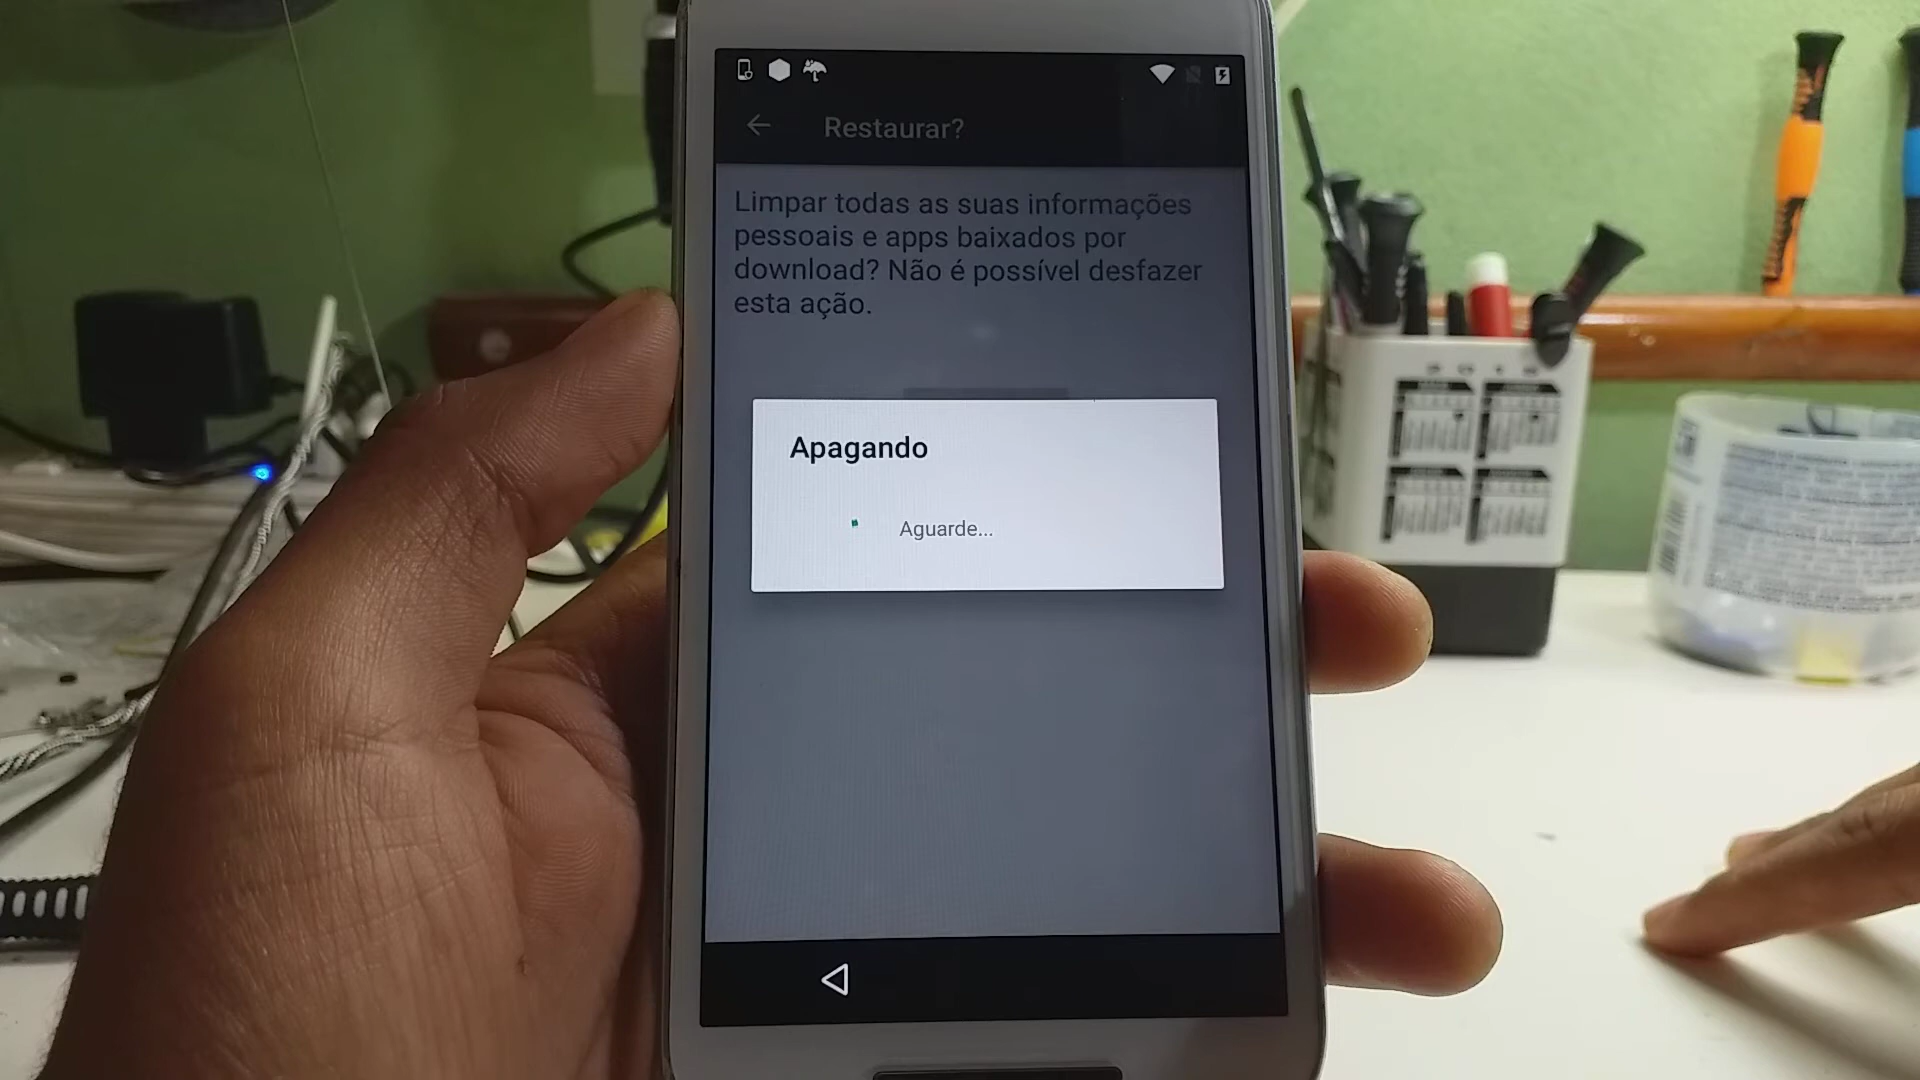 Restaurar?
Limpar todas as suas informações
pessoais e apps baixados por
download? Não é possível desfazer
esta ação.
Apagando
Aguarde...